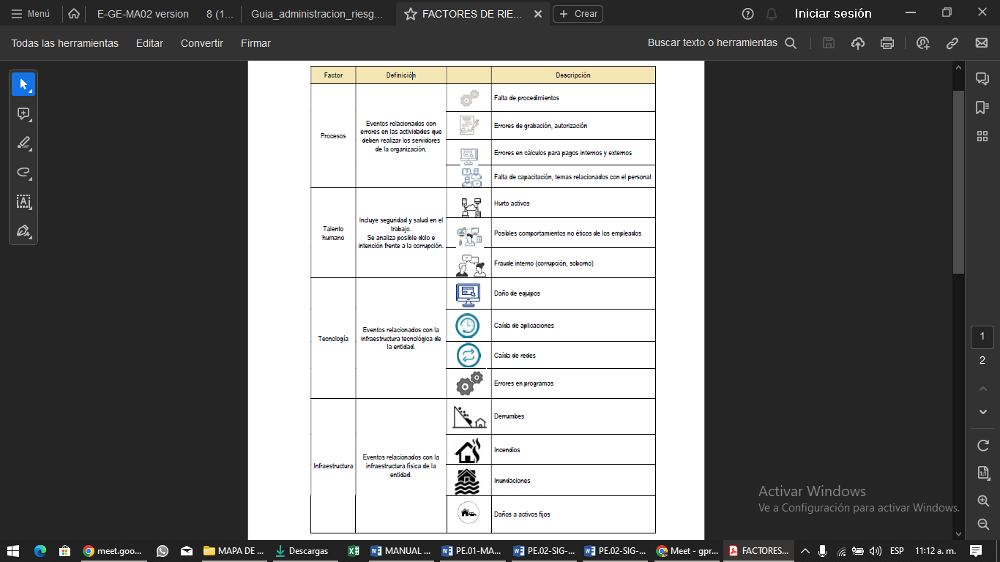 Menú
E-GE-MA02 version 8 (1...
Guia_administracion_riesg...
FACTORES DE RIE...
Crear
Iniciar sesión
Todas las herramientas
Editar
Convertir
Firmar
Buscar texto o herramientas
Factor
Definición
Descripción
Procesos
Eventos relacionados con
errores en las actividades que
deben realizar los servidores
de la organización.
Falta de procedimientos
Errores de grabación, autorización
Errores en cálculos para pagos internos y externos
Falta de capacitación, temas relacionados con el personal
Talento
humano
Incluye seguridad y salud en el
trabajo.
Se analiza posible dolo e
intención frente a la corrupción.
Hurto activos
Posibles comportamientos no éticos de los empleados
Fraude interno (corrupción, soborno)
Tecnología
Eventos relacionados con la
infraestructura tecnológica de
la entidad.
Daño de equipos
Caída de aplicaciones
Caída de redes
Errores en programas
Infraestructura
Eventos relacionados con la
infraestructura física de la
entidad.
Derrumbes
Incendios
Inundaciones
Daños a activos fijos
1
2
1:1
Activar Windows
Ve a Configuración para activar Windows.
meet.goo...
MAPA DE ...
Descargas
MANUAL ...
PE.01-MA...
PE.02-SIG-...
PE.02-SIG-...
Meet - gpr...
FACTORES...
ESP
11:12 a. m.